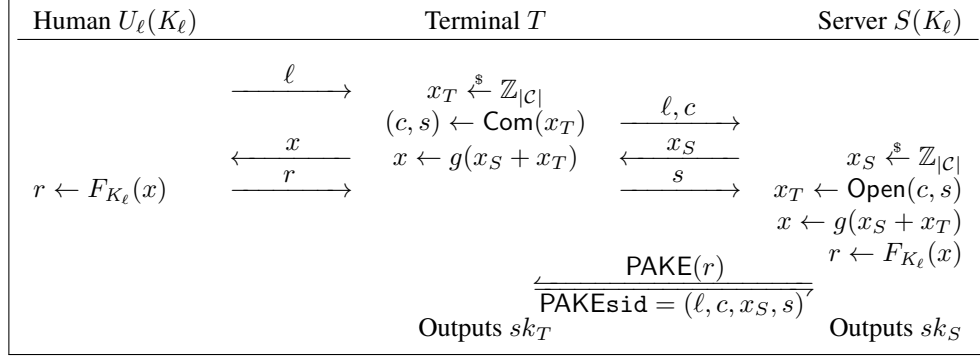 Human U_ℓ(K_ℓ) Terminal T Server S(K_ℓ)
ℓ x_T ←$ ℤ_|𝒞|
(c, s) ← Com(x_T) ℓ, c
x x ← g(x_S + x_T) x_S x_S ←$ ℤ_|𝒞|
r ← F_{K_ℓ}(x) r s x_T ← Open(c, s)
x ← g(x_S + x_T)
r ← F_{K_ℓ}(x)
PAKE(r)
PAKEsid = (ℓ, c, x_S, s)
Outputs sk_T Outputs sk_S